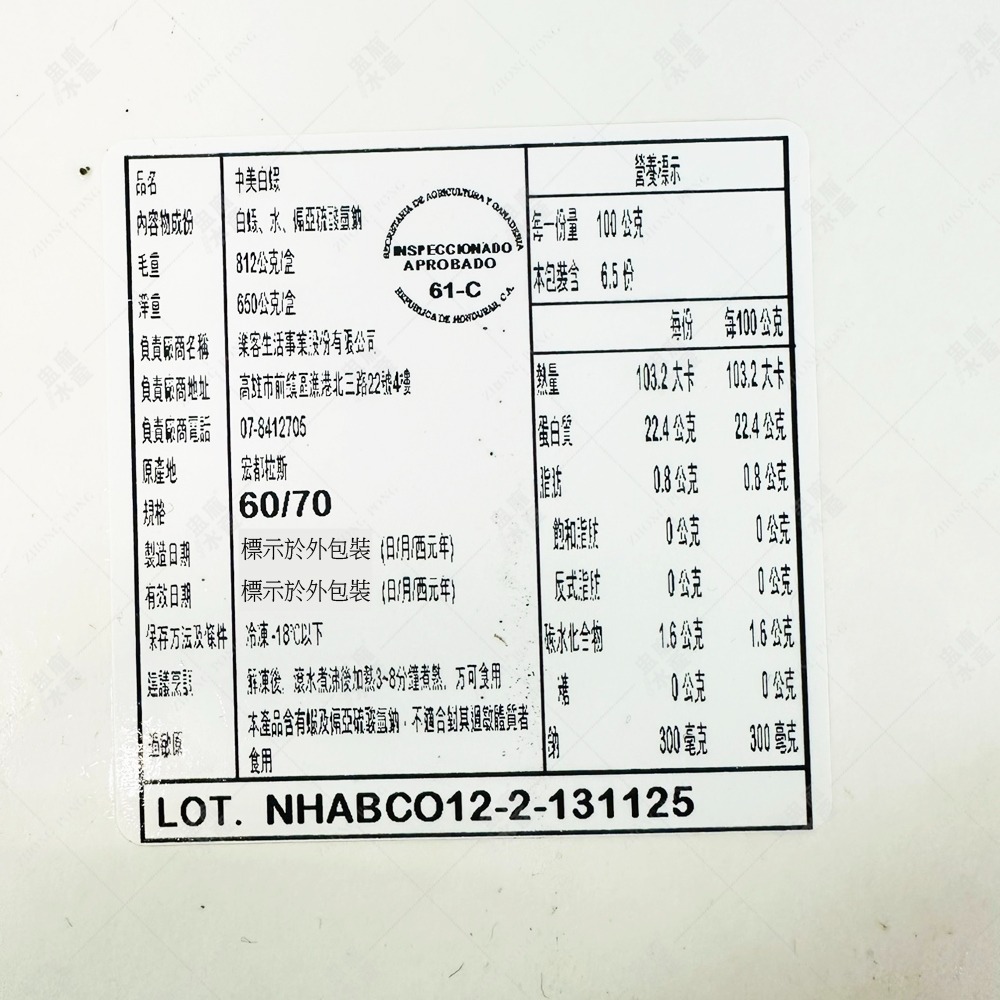 品名 中美白蝦
內容物成份 白蝦、水、偏亞硫酸氫鈉
毛重 812公克/盒
淨重 650公克/盒
負責廠商名稱 樂客生活事業股份有限公司
負責廠商地址 高雄市前鎮區漁港北三路22號4樓
負責廠商電話 07-8412705
原產地 宏都拉斯
規格 60/70
製造日期 標示於外包裝 (日/月/西元年)
有效日期 標示於外包裝 (日/月/西元年)
保存方法及條件 冷凍-18℃以下
建議烹調 解凍後，滾水煮沸後加熱3~8分鐘煮熟，方可食用
過敏原 本產品含有蝦及偏亞硫酸氫鈉，不適合對其過敏體質者
食用
SECRETARIA DE AGRICULTURA Y GANADERIA
INSPECCIONADO
APROBADO
61-C
REPUBLICA DE HONDURAS, C.A.
營養標示
每一份量 100 公克
本包裝含 6.5 份
每份 每100公克
熱量 103.2 大卡 103.2 大卡
蛋白質 22.4 公克 22.4 公克
脂肪 0.8 公克 0.8 公克
飽和脂肪 0 公克 0 公克
反式脂肪 0 公克 0 公克
碳水化合物 1.6 公克 1.6 公克
糖 0 公克 0 公克
鈉 300 毫克 300 毫克
LOT. NHABCO12-2-131125